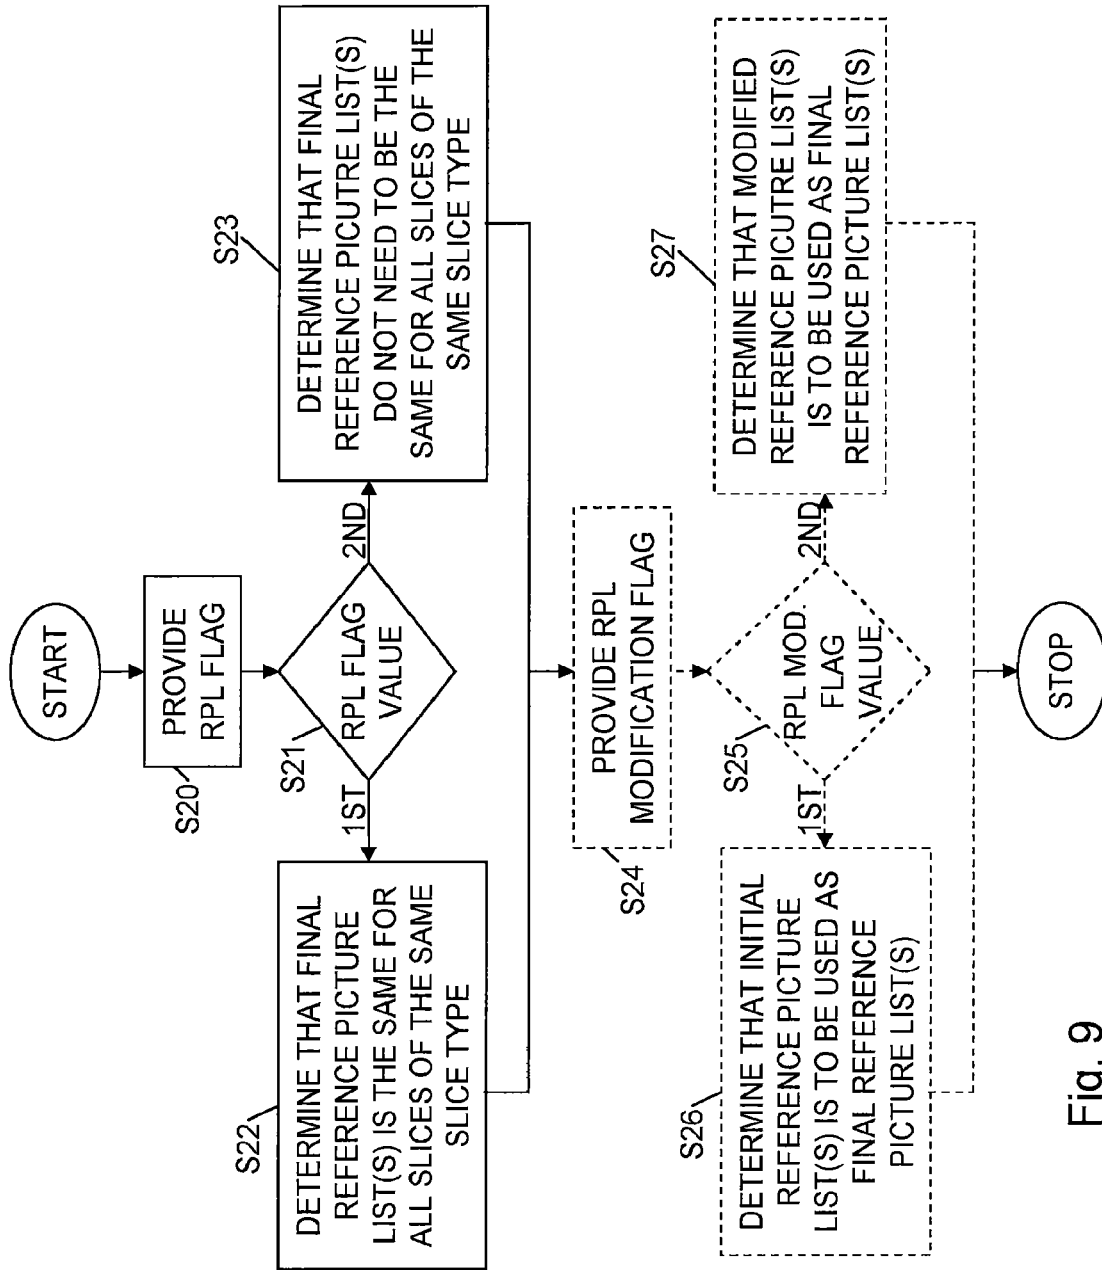 START
PROVIDE
RPL FLAG
S20
S21
RPL FLAG
VALUE
1ST
2ND
S22
DETERMINE THAT FINAL
REFERENCE PICTURE
LIST(S) IS THE SAME FOR
ALL SLICES OF THE SAME
SLICE TYPE
S23
DETERMINE THAT FINAL
REFERENCE PICUTRE LIST(S)
DO NOT NEED TO BE THE
SAME FOR ALL SLICES OF THE
SAME SLICE TYPE
PROVIDE RPL
MODIFICATION FLAG
S24
S25
RPL MOD.
FLAG
VALUE
1ST
2ND
S26
DETERMINE THAT INITIAL
REFERENCE PICTURE
LIST(S) IS TO BE USED AS
FINAL REFERENCE
PICTURE LIST(S)
S27
DETERMINE THAT MODIFIED
REFERENCE PICUTRE LIST(S)
IS TO BE USED AS FINAL
REFERENCE PICTURE LIST(S)
STOP
Fig. 9